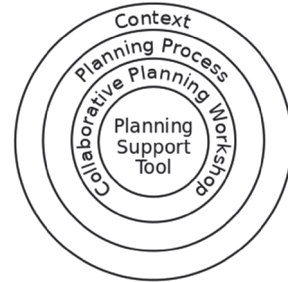 Context
Planning Process
Collaborative Planning Workshop
Planning
Support
Tool